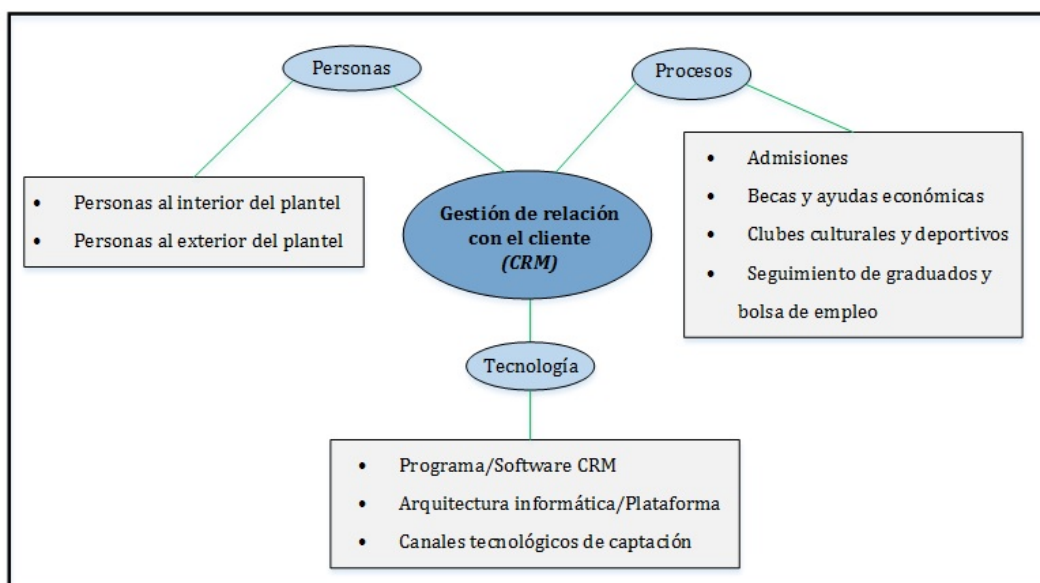 Personas
Procesos
• Personas al interior del plantel
• Personas al exterior del plantel
Gestión de relación
con el cliente
(CRM)
• Admisiones
• Becas y ayudas económicas
• Clubes culturales y deportivos
• Seguimiento de graduados y
bolsa de empleo
Tecnología
• Programa/Software CRM
• Arquitectura informática/Plataforma
• Canales tecnológicos de captación